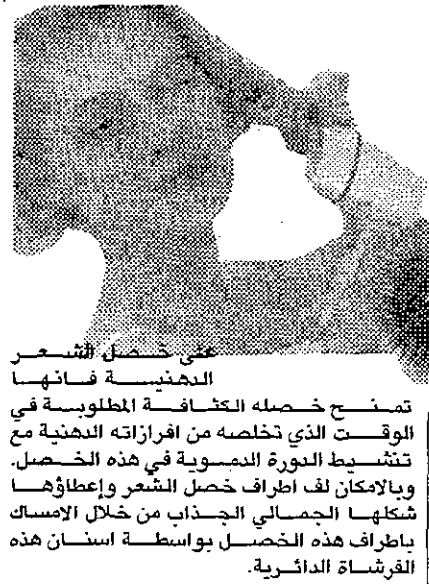 على خصل الشعر
الدهنية فانها
تمنح خصله الكثافة المطلوبة في
الوقت الذي تخلصه من افرازاته الدهنية مع
تنشيط الدورة الدموية في هذه الخصل.
وبالامكان لف اطراف خصل الشعر وإعطاؤها
شكلها الجمالي الجذاب من خلال الامساك
باطراف هذه الخصل بواسطة اسنان هذه
الفرشاة الدائرية.